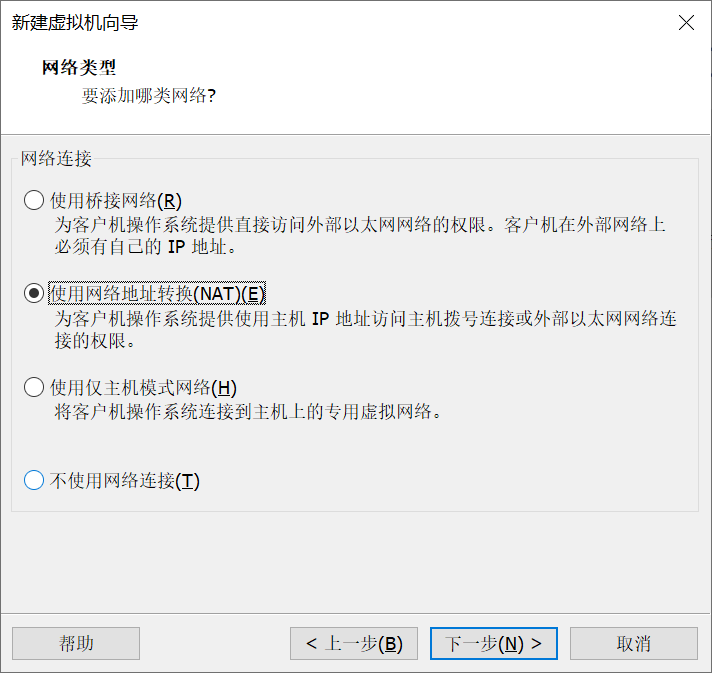 新建虚拟机向导
网络类型
要添加哪类网络?
网络连接
使用桥接网络(R)
为客户机操作系统提供直接访问外部以太网网络的权限。客户机在外部网络上
必须有自己的 IP 地址。
使用网络地址转换(NAT)(E)
为客户机操作系统提供使用主机 IP 地址访问主机拨号连接或外部以太网网络连
接的权限。
使用仅主机模式网络(H)
将客户机操作系统连接到主机上的专用虚拟网络。
不使用网络连接(T)
帮助
< 上一步(B)
下一步(N) >
取消